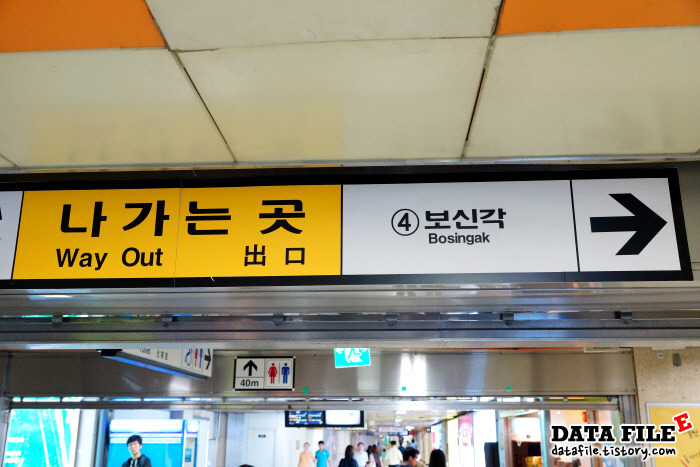 나가는 곳
Way Out 出口
④ 보신각
Bosingak
40m
DATA FILE
datafile.tistory.com